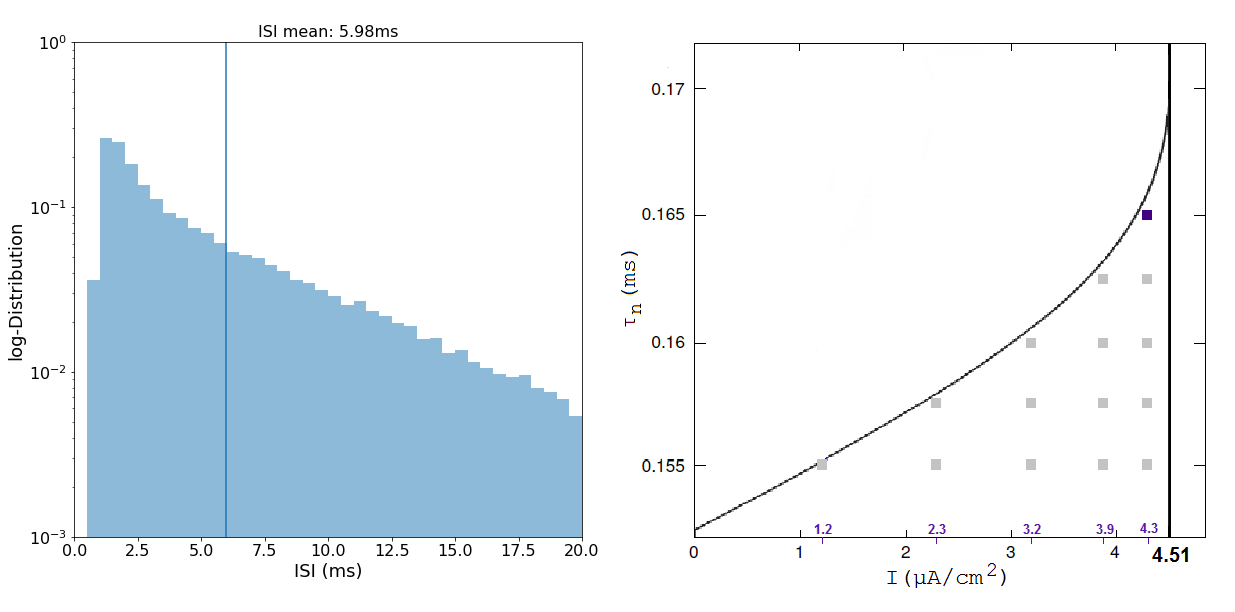 ISI mean: 5.98ms
10⁰
10⁻¹
10⁻²
10⁻³
log-Distribution
0.0 2.5 5.0 7.5 10.0 12.5 15.0 17.5 20.0
ISI (ms)
0.17
0.165
0.16
0.155
τn (ms)
1.2 2.3 3.2 3.9 4.3
0 1 2 3 4 4.51
I(μA/cm²)